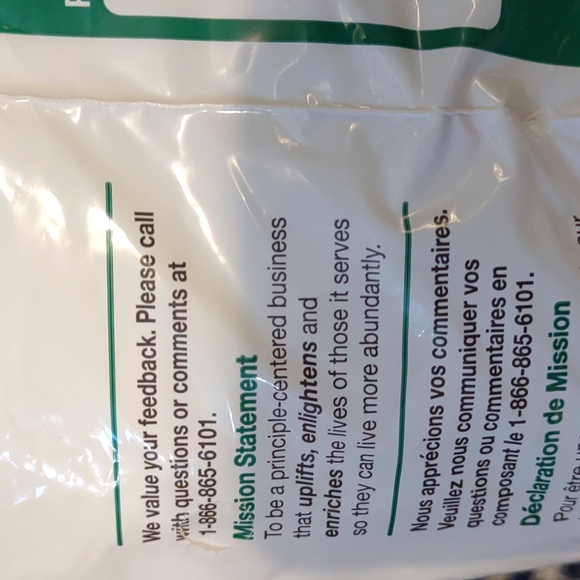 We value your feedback. Please call
with questions or comments at
1-866-865-6101.
Mission Statement
To be a principle-centered business
that uplifts, enlightens and
enriches the lives of those it serves
so they can live more abundantly.
Nous apprécions vos commentaires.
Veuillez nous communiquer vos
questions ou commentaires en
composant le 1-866-865-6101.
Déclaration de Mission
Pour être